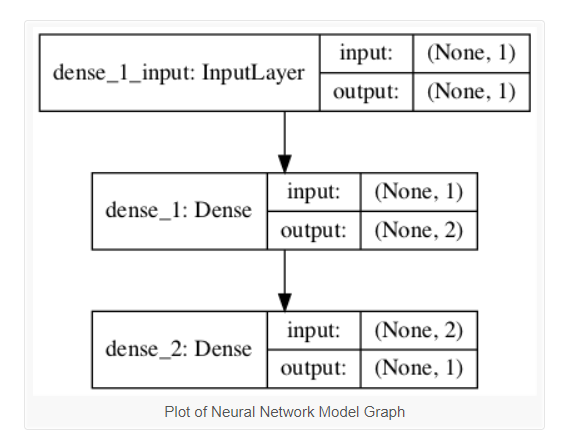 dense_1_input: InputLayer
input: (None, 1)
output: (None, 1)
dense_1: Dense
input: (None, 1)
output: (None, 2)
dense_2: Dense
input: (None, 2)
output: (None, 1)
Plot of Neural Network Model Graph